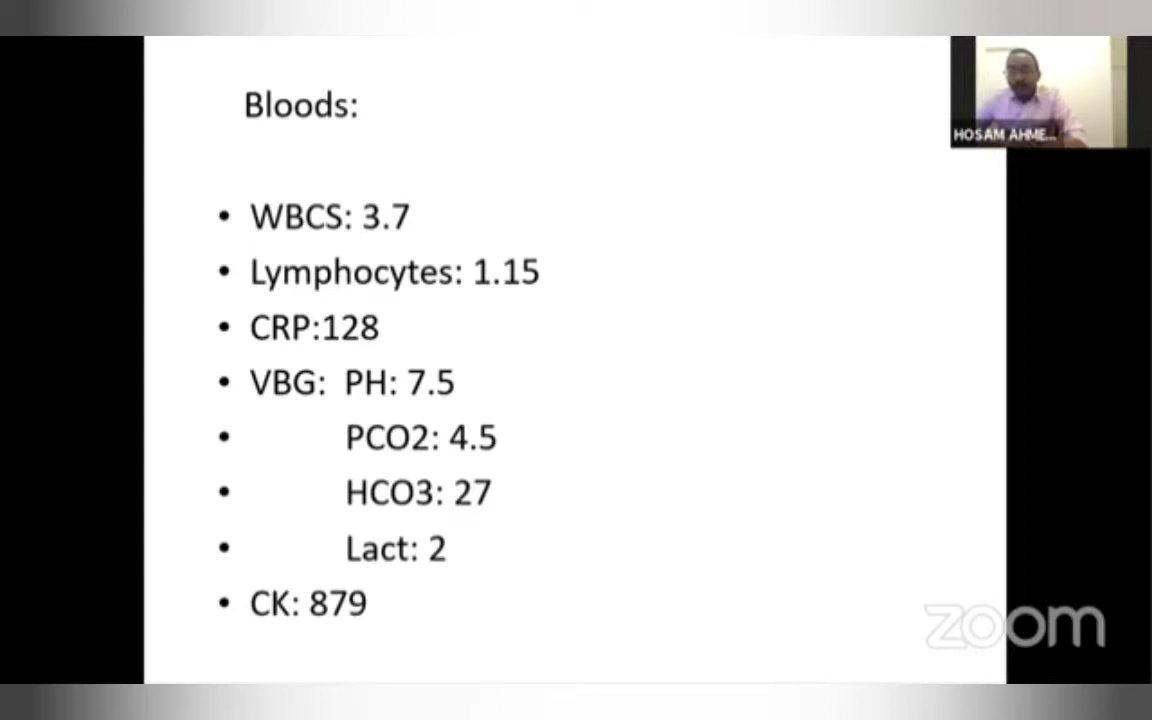 Bloods:
HOSAM AHME...
• WBCS: 3.7
• Lymphocytes: 1.15
• CRP:128
• VBG: PH: 7.5
• PCO2: 4.5
• HCO3: 27
• Lact: 2
• CK: 879
zoom